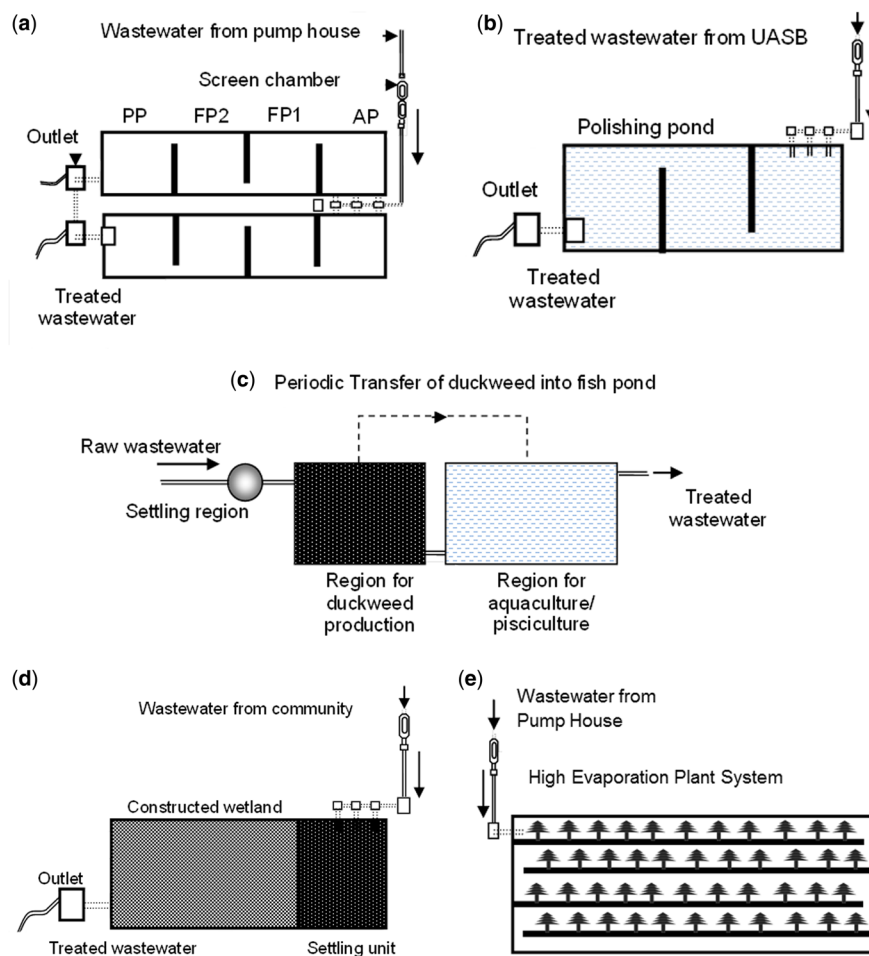 (a)
Wastewater from pump house
Screen chamber
PP FP2 FP1 AP
Outlet
Treated
wastewater
(b)
Treated wastewater from UASB
Polishing pond
Outlet
Treated
wastewater
(c)
Periodic Transfer of duckweed into fish pond
Raw wastewater
Settling region
Treated
wastewater
Region for
duckweed
production
Region for
aquaculture/
pisciculture
(d)
Wastewater from community
Constructed wetland
Outlet
Treated wastewater
Settling unit
(e)
Wastewater from
Pump House
High Evaporation Plant System